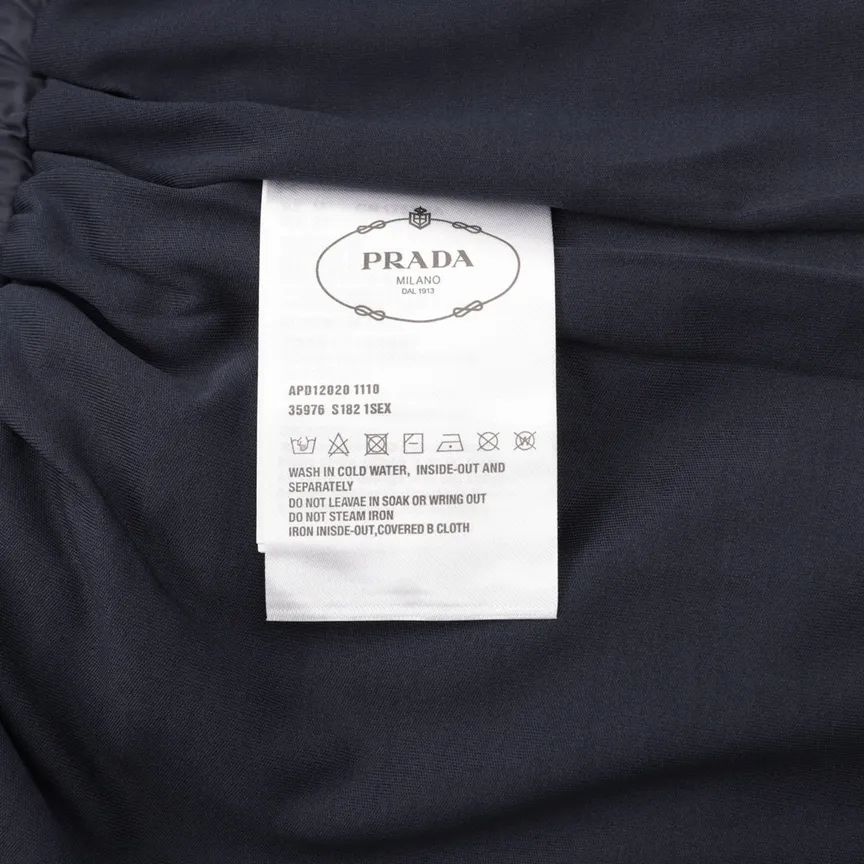 PRADA
MILANO
DAL 1913
APD12020 1110
35976 S182 1SEX
W
WASH IN COLD WATER, INSIDE-OUT AND
SEPARATELY
DO NOT LEAVAE IN SOAK OR WRING OUT
DO NOT STEAM IRON
IRON INISDE-OUT,COVERED B CLOTH